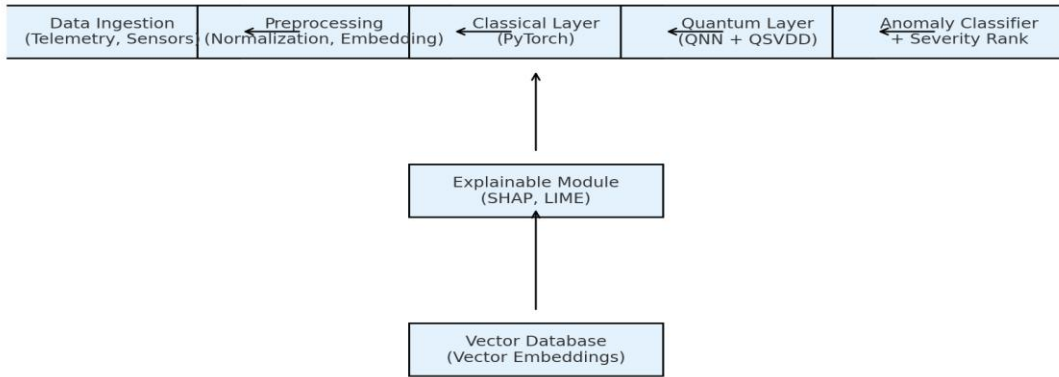 Data Ingestion
(Telemetry, Sensors)
Preprocessing
(Normalization, Embedding)
Classical Layer
(PyTorch)
Quantum Layer
(QNN + QSVDD)
Anomaly Classifier
+ Severity Rank
Explainable Module
(SHAP, LIME)
Vector Database
(Vector Embeddings)